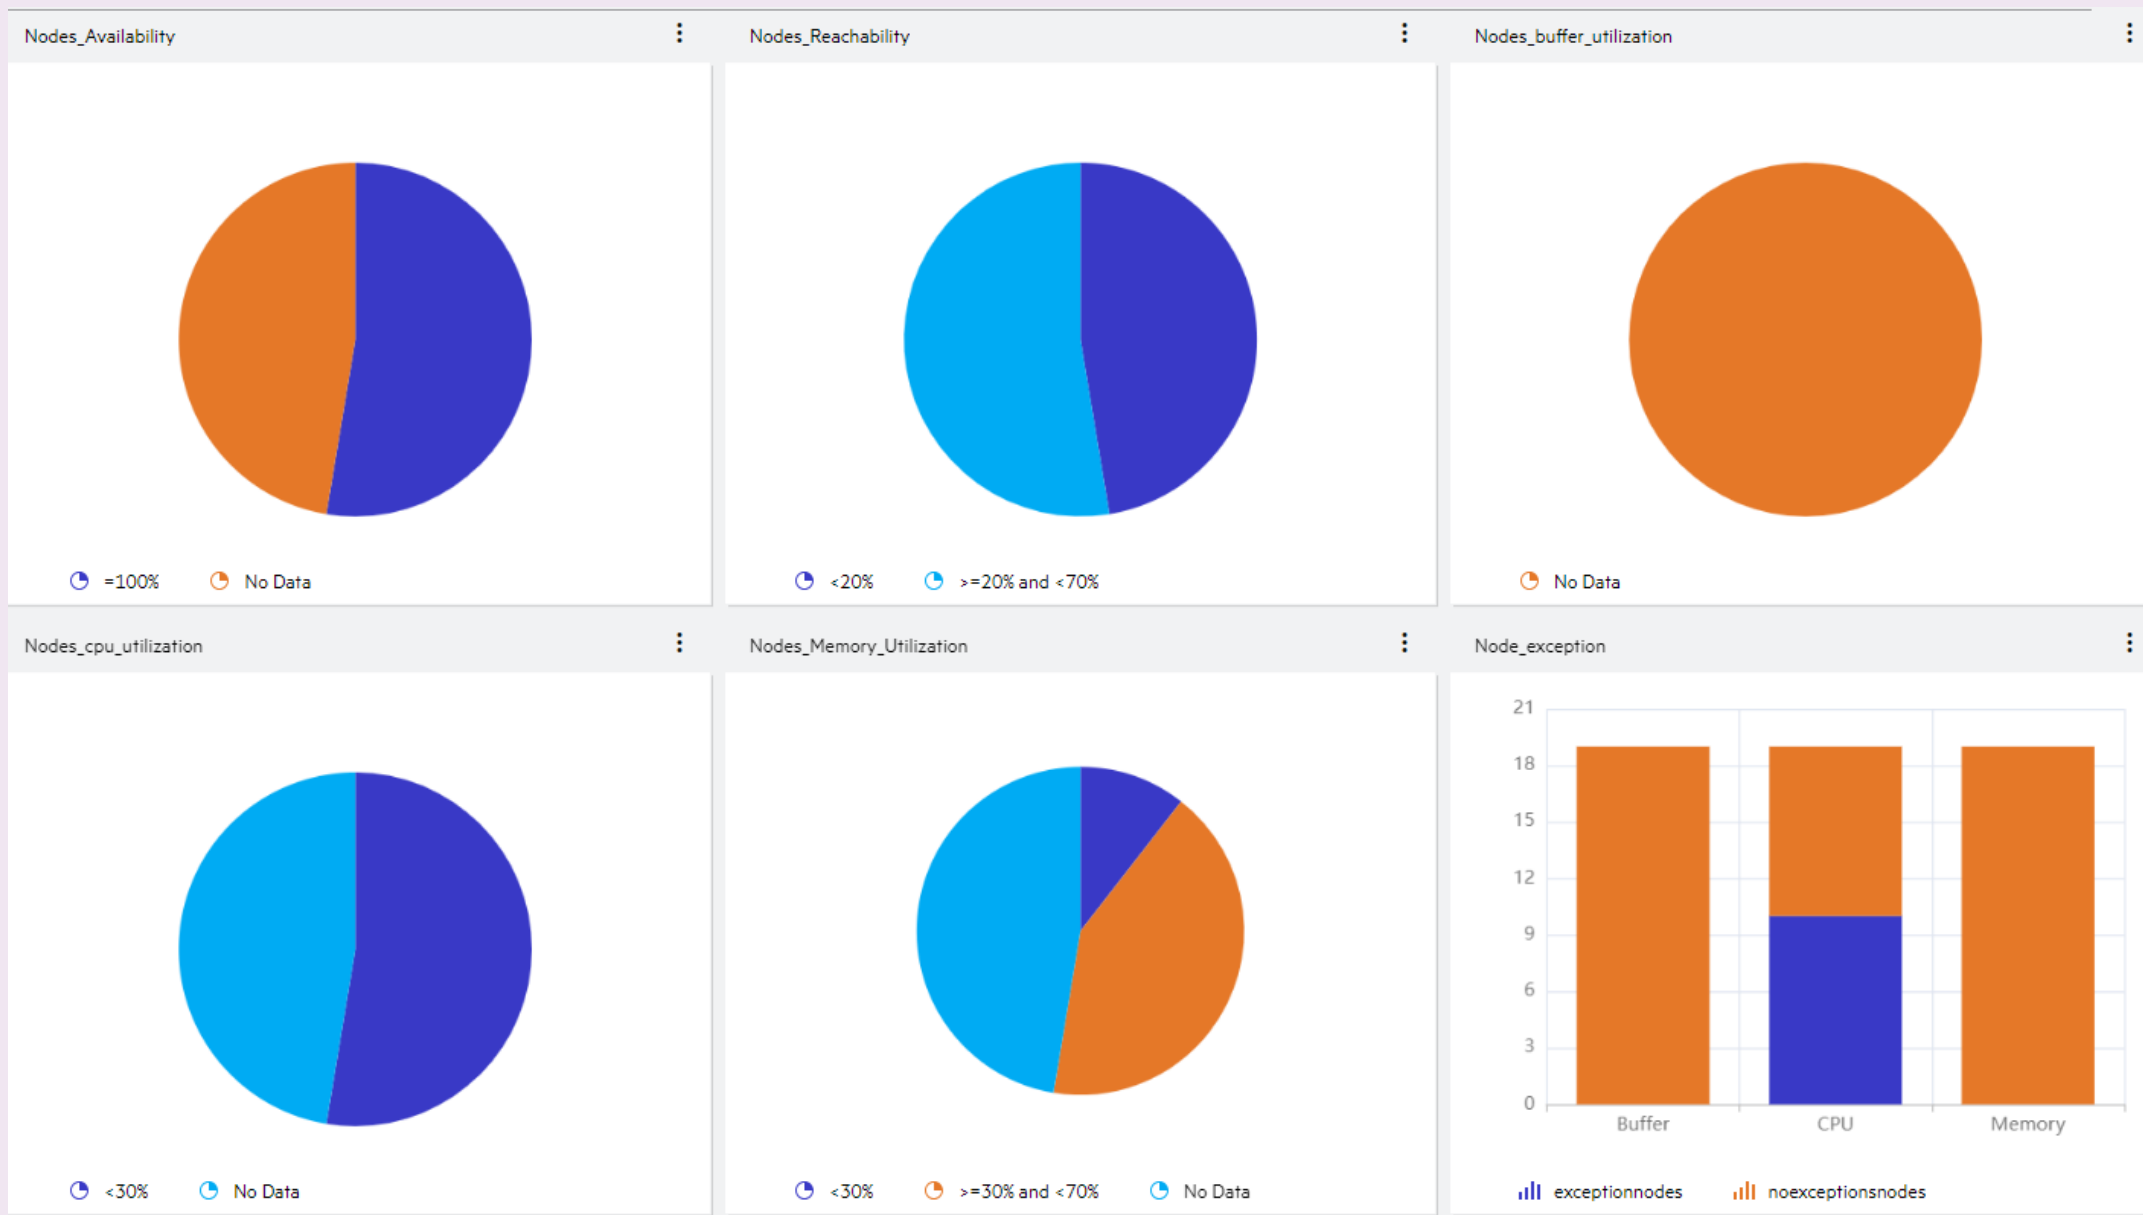 Nodes_Availability
Nodes_Reachability
Nodes_buffer_utilization
=100% No Data
<20% >=20% and <70%
No Data
Nodes_cpu_utilization
Nodes_Memory_Utilization
Node_exception
21
18
15
12
9
6
3
0
Buffer CPU Memory
<30% No Data
<30% >=30% and <70% No Data
exceptionnodes noexceptionsnodes